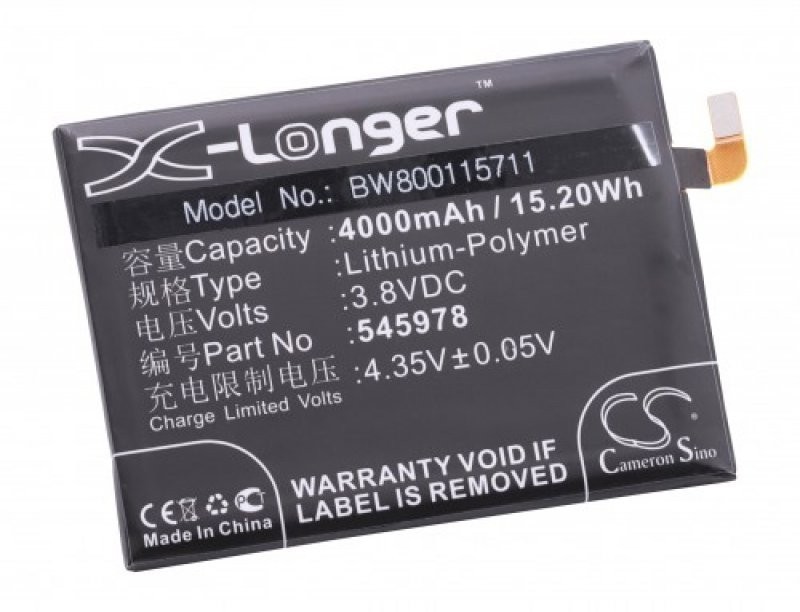 X-Longer™
Model No.: BW800115711
容量Capacity :4000mAh / 15.20Wh
规格Type :Lithium-Polymer
电压Volts :3.8VDC
编号Part No :545978
充电限制电压 :4.35V±0.05V
Charge Limited Volts
WARRANTY VOID IF
LABEL IS REMOVED
CE
Made In China
CS
Cameron Sino